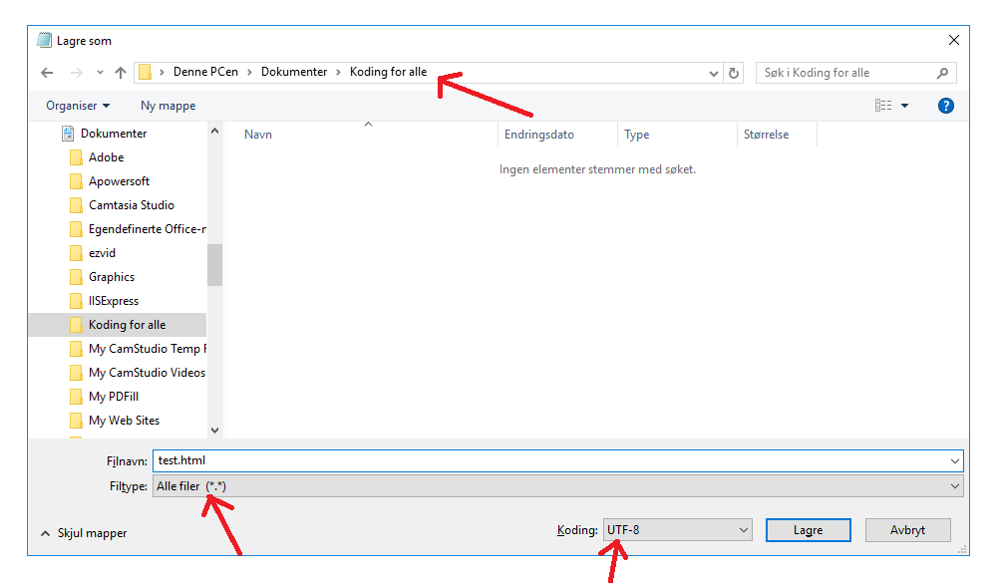 Lagre som
Denne PCen > Dokumenter > Koding for alle
Søk i Koding for alle
Organiser
Ny mappe
?
Dokumenter
Navn
Endringsdato
Type
Størrelse
Adobe
Ingen elementer stemmer med søket.
Apowersoft
Camtasia Studio
Egendefinerte Office-r
ezvid
Graphics
IISExpress
Koding for alle
My CamStudio Temp F
My CamStudio Videos
My PDFill
My Web Sites
Filnavn: test.html
Filtype: Alle filer (*.*)
Skjul mapper
Koding: UTF-8
Lagre
Avbryt